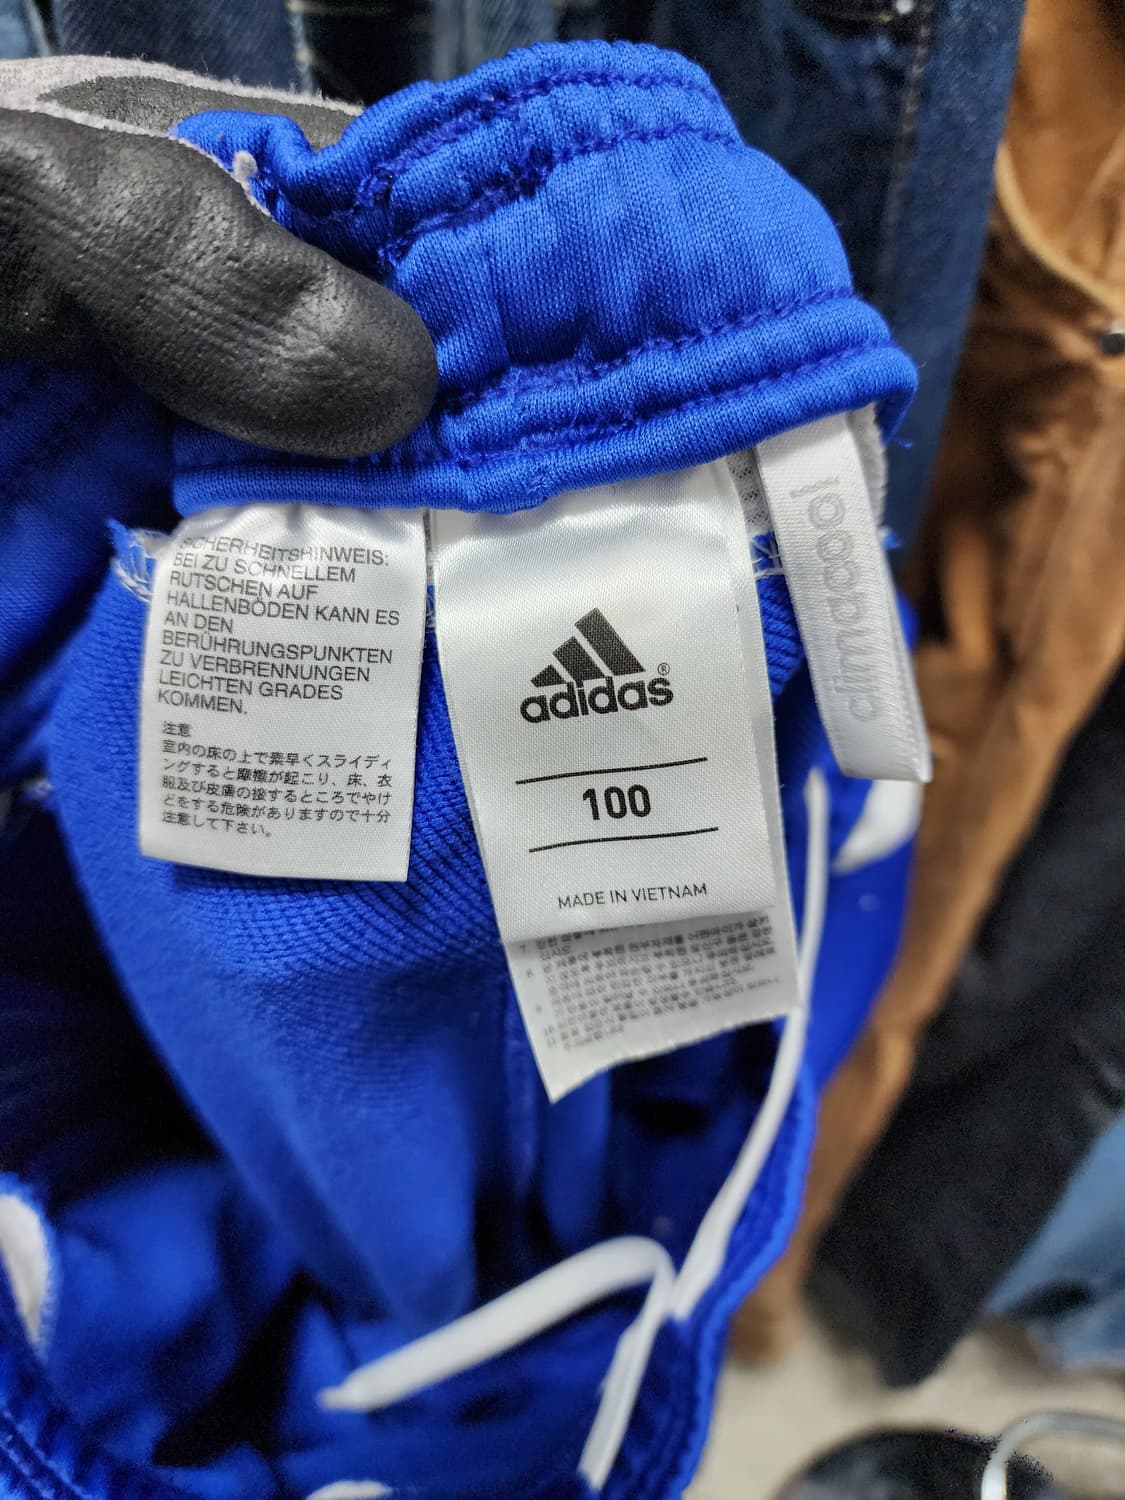 SICHERHEITSHINWEIS:
BEI ZU SCHNELLEM
RUTSCHEN AUF
HALLENBÖDEN KANN ES
AN DEN
BERÜHRUNGSPUNKTEN
ZU VERBRENNUNGEN
LEICHTEN GRADES
KOMMEN.
注意
室内の床の上で素早くスライディ
ングすると摩擦が起こり、床、衣
服及び皮膚の接するところでやけ
どをする危険がありますので十分
注意して下さい。
adidas®
100
MADE IN VIETNAM
climacool